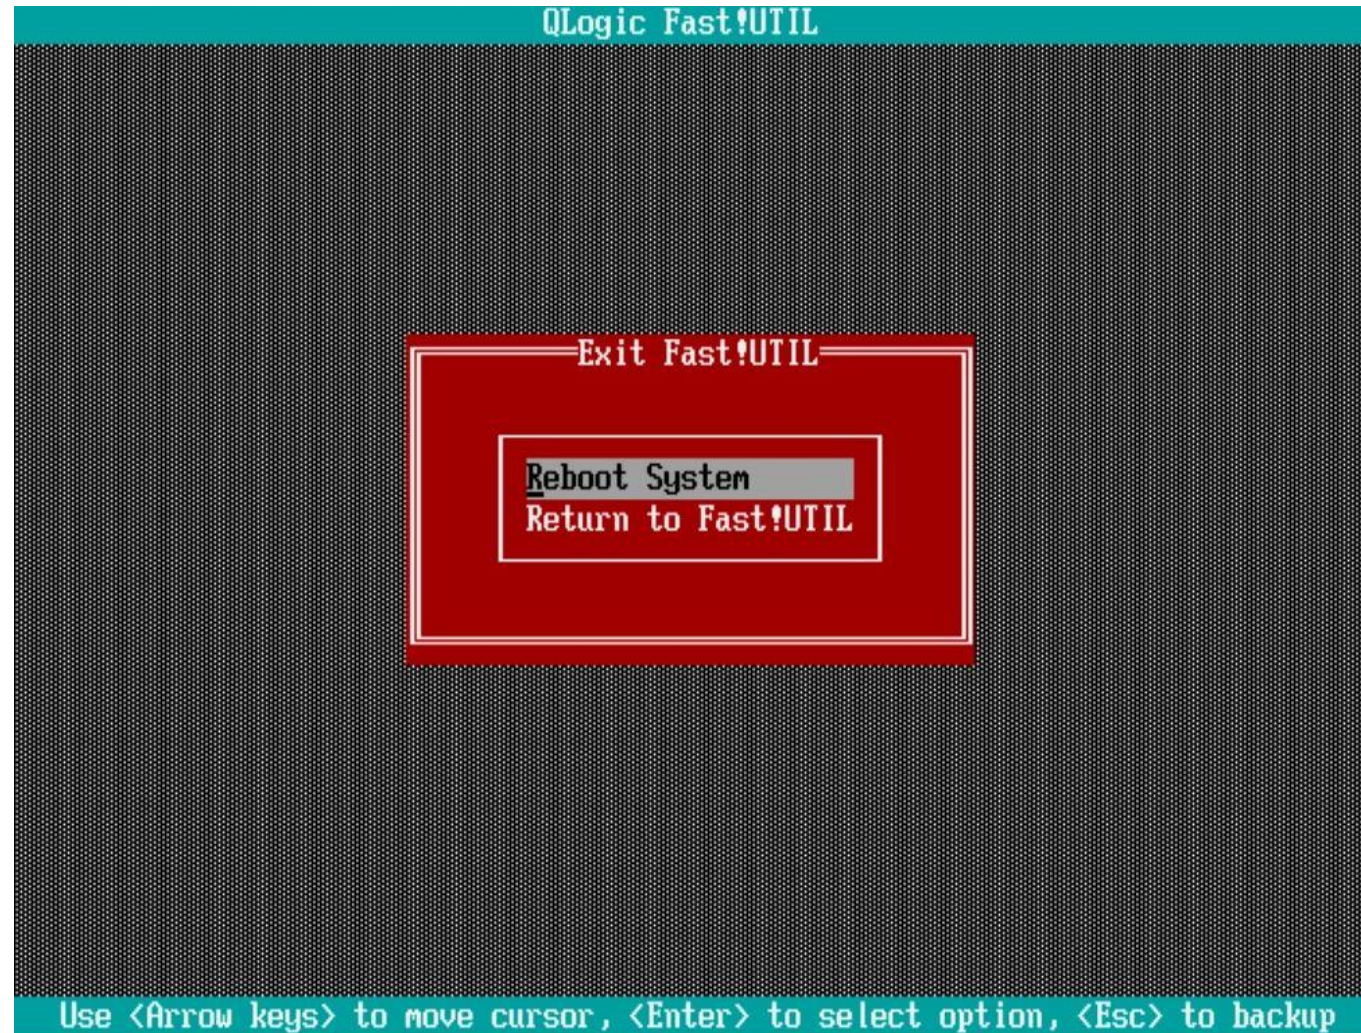 QLogic Fast!UTIL
Exit Fast!UTIL
Reboot System
Return to Fast!UTIL
Use <Arrow keys> to move cursor, <Enter> to select option, <Esc> to backup